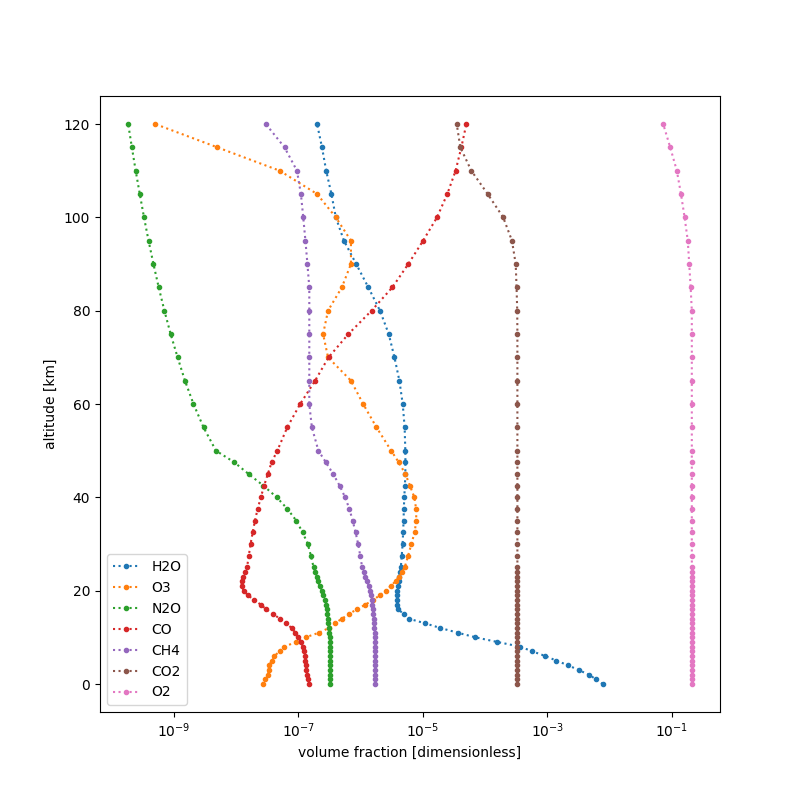 120
100
80
60
40
20
0
altitude [km]
H2O
O3
N2O
CO
CH4
CO2
O2
10⁻⁹ 10⁻⁷ 10⁻⁵ 10⁻³ 10⁻¹
volume fraction [dimensionless]